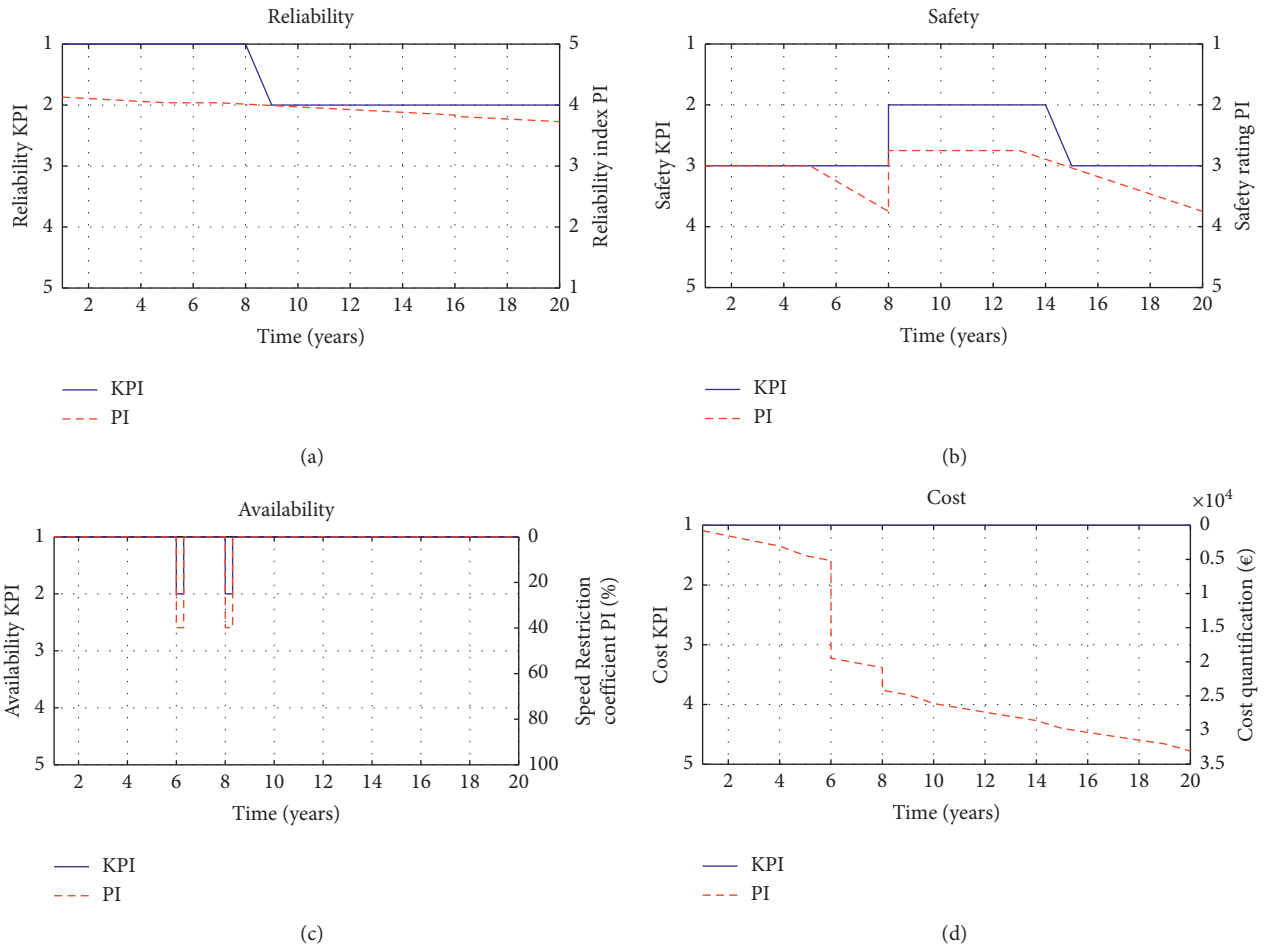 Reliability
1
2
3
4
5
Reliability KPI
5
4
3
2
1
Reliability index PI
2 4 6 8 10 12 14 16 18 20
Time (years)
KPI
PI
(a)
Safety
1
2
3
4
5
Safety KPI
1
2
3
4
5
Safety rating PI
2 4 6 8 10 12 14 16 18 20
Time (years)
KPI
PI
(b)
Availability
1
2
3
4
5
Availability KPI
0
20
40
60
80
100
Speed Restriction
coefficient PI (%)
2 4 6 8 10 12 14 16 18 20
Time (years)
KPI
PI
(c)
Cost
×10⁴
1
2
3
4
5
Cost KPI
0
0.5
1
1.5
2
2.5
3
3.5
Cost quantification (€)
2 4 6 8 10 12 14 16 18 20
Time (years)
KPI
PI
(d)